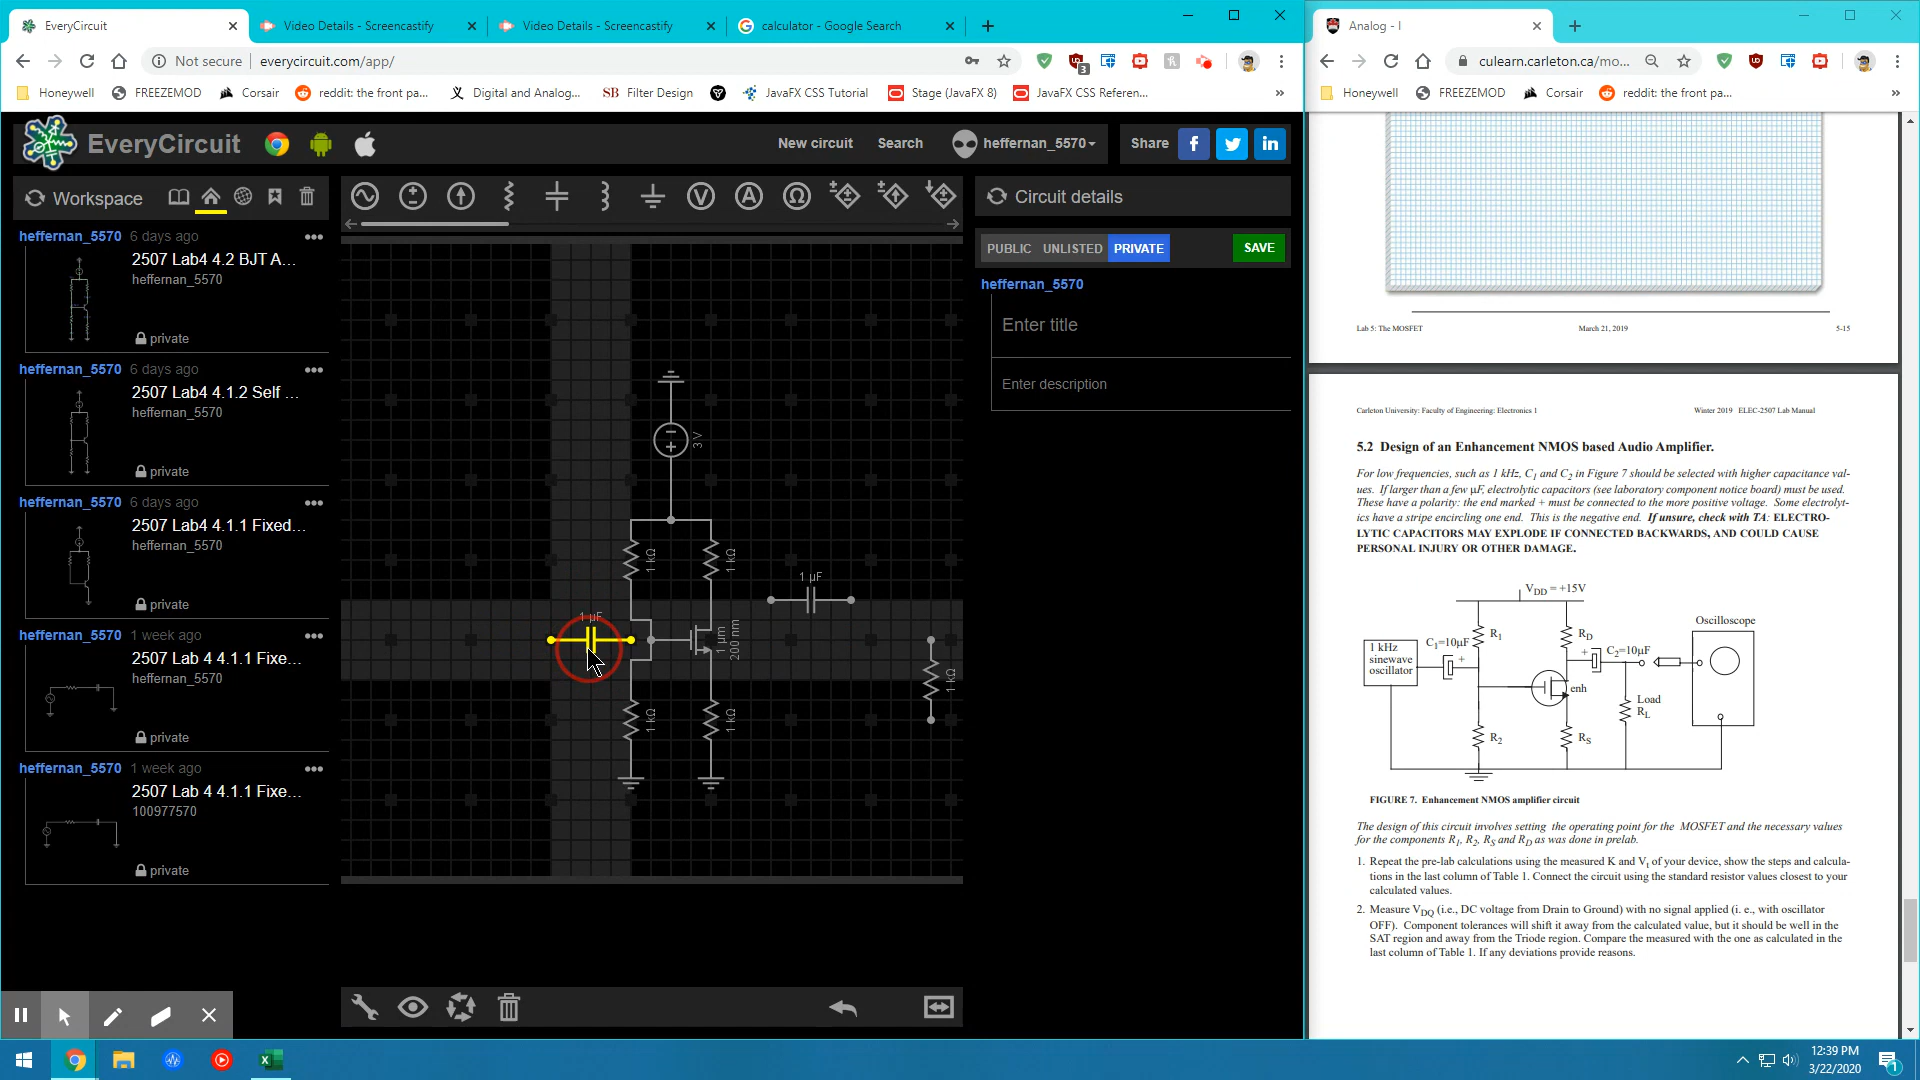 EveryCircuit
Video Details - Screencastify
Video Details - Screencastify
calculator - Google Search
Not secure
everycircuit.com/app/
3
Honeywell
FREEZEMOD
Corsair
reddit: the front pa...
Digital and Analog...
SB Filter Design
JavaFX CSS Tutorial
Stage (JavaFX 8)
JavaFX CSS Referen...
»
EveryCircuit
New circuit
Search
heffernan_5570
Share
Workspace
heffernan_5570 6 days ago
2507 Lab4 4.2 BJT A...
heffernan_5570
private
heffernan_5570 6 days ago
2507 Lab4 4.1.2 Self ...
heffernan_5570
private
heffernan_5570 6 days ago
2507 Lab4 4.1.1 Fixed...
heffernan_5570
private
heffernan_5570 1 week ago
2507 Lab 4 4.1.1 Fixe...
heffernan_5570
private
heffernan_5570 1 week ago
2507 Lab 4 4.1.1 Fixe...
100977570
private
V
A
Ω
3 V
1 kΩ
1 kΩ
1 µF
1 µF
1 µm
200 nm
1 kΩ
1 kΩ
1 kΩ
Circuit details
PUBLIC
UNLISTED
PRIVATE
SAVE
heffernan_5570
Enter title
Enter description
Analog - I
culearn.carleton.ca/mo...
Honeywell
FREEZEMOD
Corsair
reddit: the front pa...
»
Lab 5: The MOSFET
March 21, 2019
5-15
Carleton University: Faculty of Engineering: Electronics 1
Winter 2019 ELEC-2507 Lab Manual
5.2 Design of an Enhancement NMOS based Audio Amplifier.
For low frequencies, such as 1 kHz, C1 and C2 in Figure 7 should be selected with higher capacitance val-
ues. If larger than a few µF, electrolytic capacitors (see laboratory component notice board) must be used.
These have a polarity: the end marked + must be connected to the more positive voltage. Some electrolyt-
ics have a stripe encircling one end. This is the negative end. If unsure, check with TA: ELECTRO-
LYTIC CAPACITORS MAY EXPLODE IF CONNECTED BACKWARDS, AND COULD CAUSE
PERSONAL INJURY OR OTHER DAMAGE.
VDD = +15V
1 kHz
sinewave
oscillator
C1=10µF
+
R1
RD
C2=10µF
+
Oscilloscope
enh
Load
RL
R2
RS
FIGURE 7. Enhancement NMOS amplifier circuit
The design of this circuit involves setting the operating point for the MOSFET and the necessary values
for the components R1, R2, RS and RD as was done in prelab.
1. Repeat the pre-lab calculations using the measured K and Vt of your device, show the steps and calcula-
tions in the last column of Table 1. Connect the circuit using the standard resistor values closest to your
calculated values.
2. Measure VDQ (i.e., DC voltage from Drain to Ground) with no signal applied (i. e., with oscillator
OFF). Component tolerances will shift it away from the calculated value, but it should be well in the
SAT region and away from the Triode region. Compare the measured with the one as calculated in the
last column of Table 1. If any deviations provide reasons.
12:39 PM
3/22/2020
1